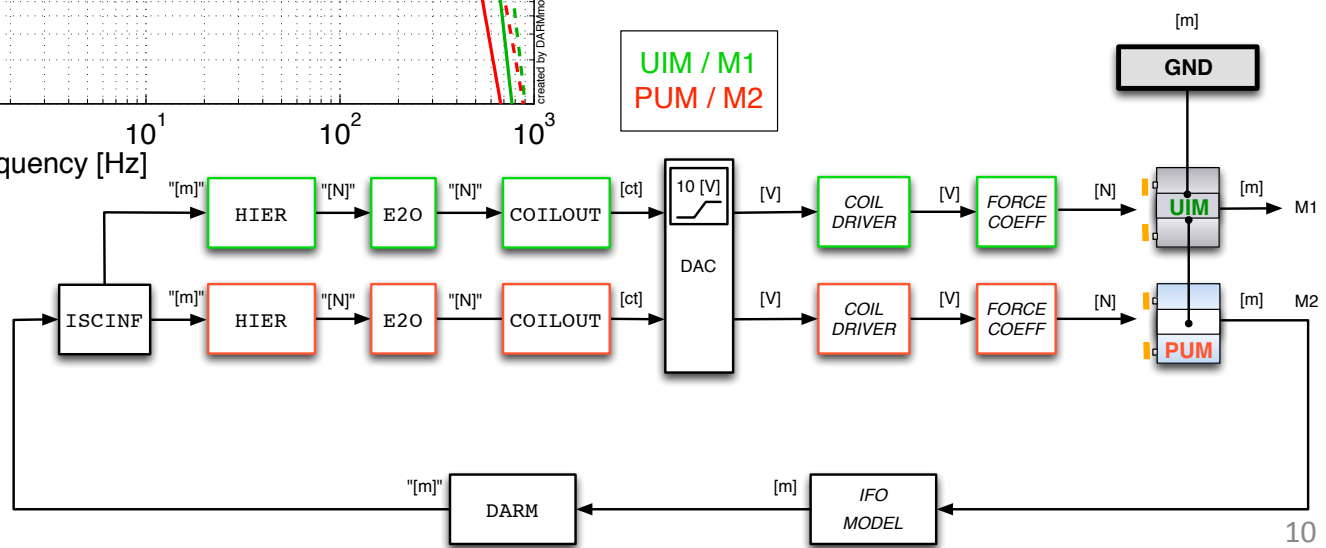 created by DARMmo
10^1
10^2
10^3
quency [Hz]
UIM / M1
PUM / M2
[m]
GND
"[m]"
HIER
"[N]"
E2O
"[N]"
COILOUT
[ct]
10 [V]
DAC
[V]
COIL
DRIVER
[V]
FORCE
COEFF
[N]
UIM
[m]
M1
ISCINF
"[m]"
HIER
"[N]"
E2O
"[N]"
COILOUT
[ct]
[V]
COIL
DRIVER
[V]
FORCE
COEFF
[N]
PUM
[m]
M2
"[m]"
DARM
[m]
IFO
MODEL
10